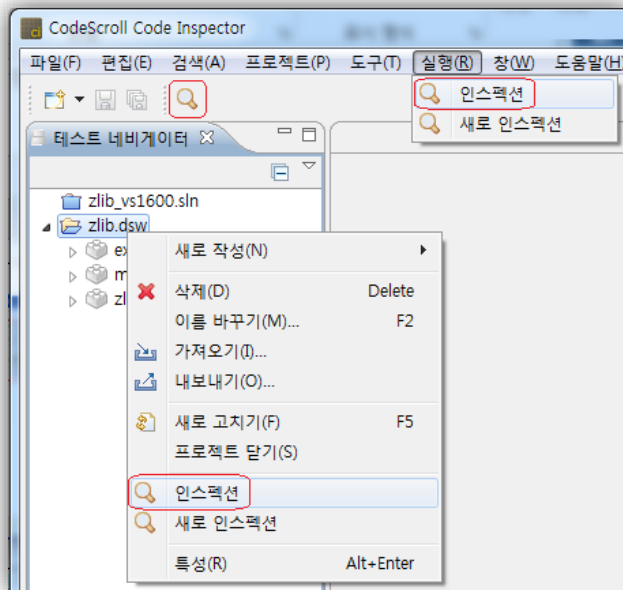 CodeScroll Code Inspector
파일(F) 편집(E) 검색(A) 프로젝트(P) 도구(T) 실행(R) 창(W) 도움말(H)
인스펙션
새로 인스펙션
테스트 네비게이터
zlib_vs1600.sln
zlib.dsw
새로 작성(N)
삭제(D) Delete
이름 바꾸기(M)... F2
가져오기(I)...
내보내기(O)...
새로 고치기(F) F5
프로젝트 닫기(S)
인스펙션
새로 인스펙션
특성(R) Alt+Enter